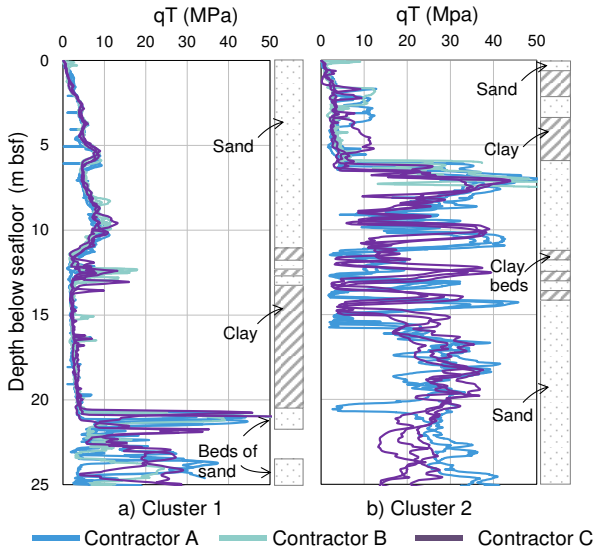 qT (MPa) qT (Mpa)
0 10 20 30 40 50 0 10 20 30 40 50
0
5
10
15
20
25
Depth below seafloor (m bsf)
Sand
Clay
Beds of
sand
Sand
Clay
Clay
beds
Sand
a) Cluster 1 b) Cluster 2
Contractor A Contractor B Contractor C